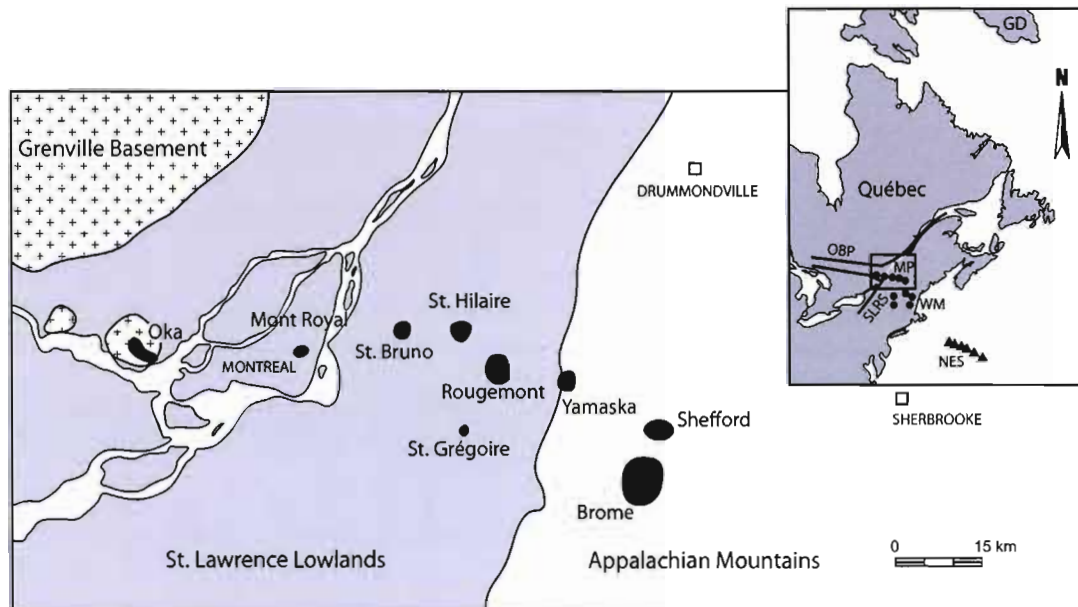 GD
N
Grenville Basement
DRUMMONDVILLE
Québec
OBP
MP
SLRS
WM
NES
Oka
Mont Royal
MONTREAL
St. Bruno
St. Hilaire
Rougemont
Yamaska
St. Grégoire
Shefford
Brome
SHERBROOKE
St. Lawrence Lowlands
Appalachian Mountains
0 15 km